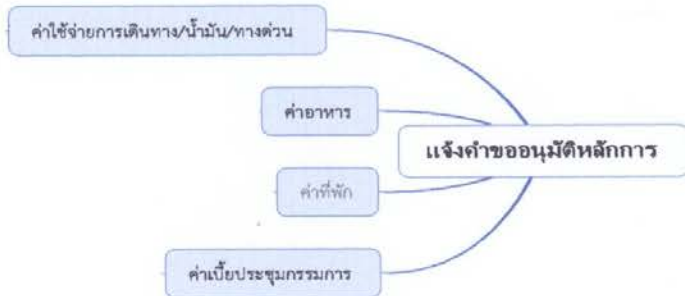 ค่าใช้จ่ายการเดินทาง/น้ำมัน/ทางด่วน
ค่าอาหาร
แจ้งคำขออนุมัติหลักการ
ค่าที่พัก
ค่าเบี้ยประชุมกรรมการ